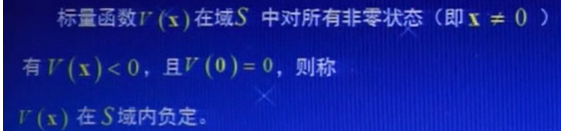 标量函数V(x)在域S 中对所有非零状态（即x ≠ 0 ）
有V(x)<0，且V(0)=0，则称
V(x)在S域内负定。